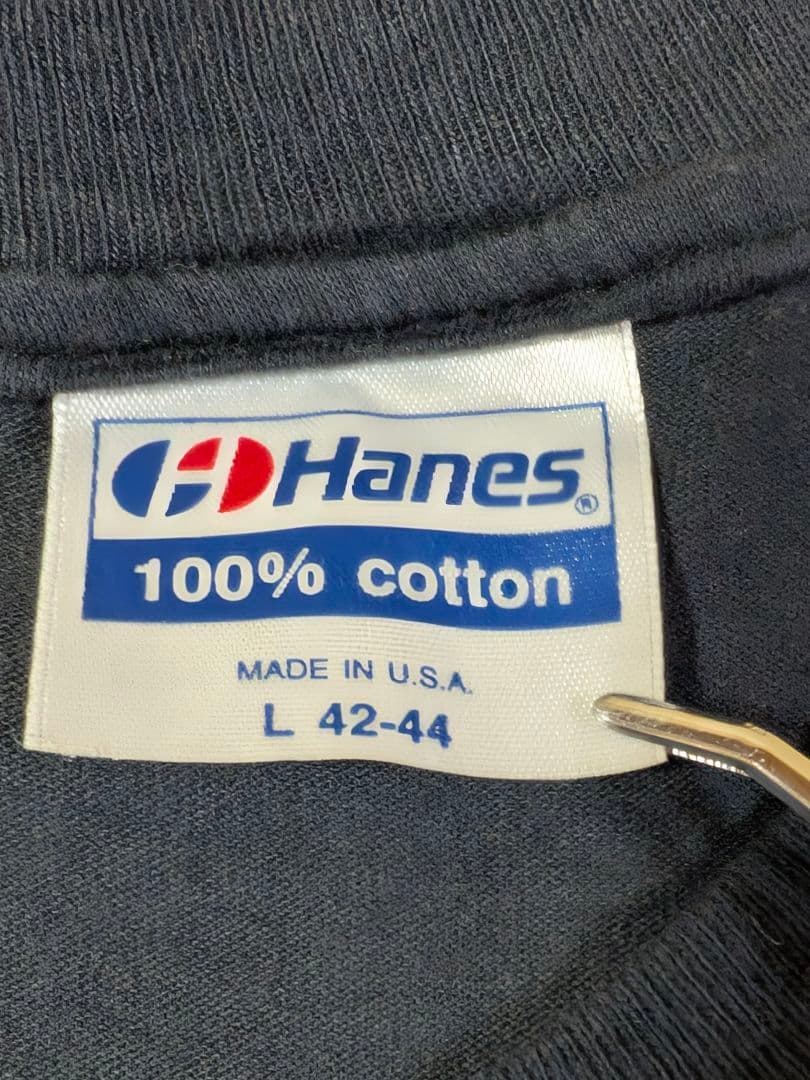 Hanes®
100% cotton
MADE IN U.S.A.
L 42-44